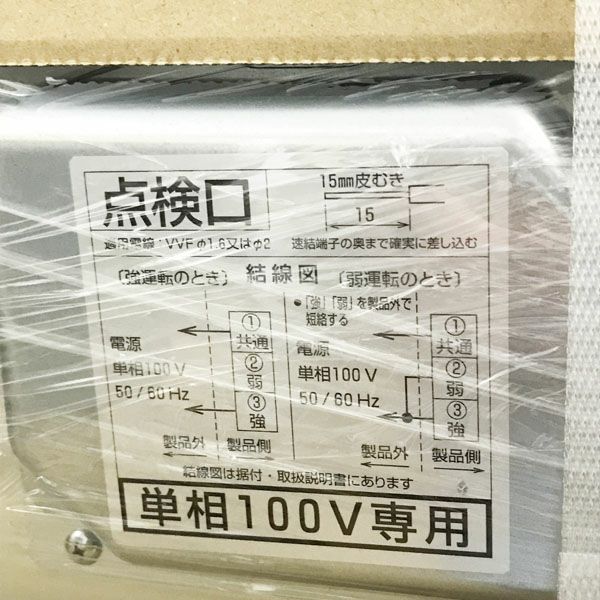 点検口
適用電線:VVFφ1.6又はφ2
15mm皮むき
15
速結端子の奥まで確実に差し込む
結線図
〔強運転のとき〕
電源
単相100V
50/60Hz
①
共通
②
弱
③
強
製品外
製品側
〔弱運転のとき〕
●「強」「弱」を製品外で
短絡する
電源
単相100V
50/60Hz
①
共通
②
弱
③
強
製品外
製品側
結線図は据付・取扱説明書にあります
単相100V専用